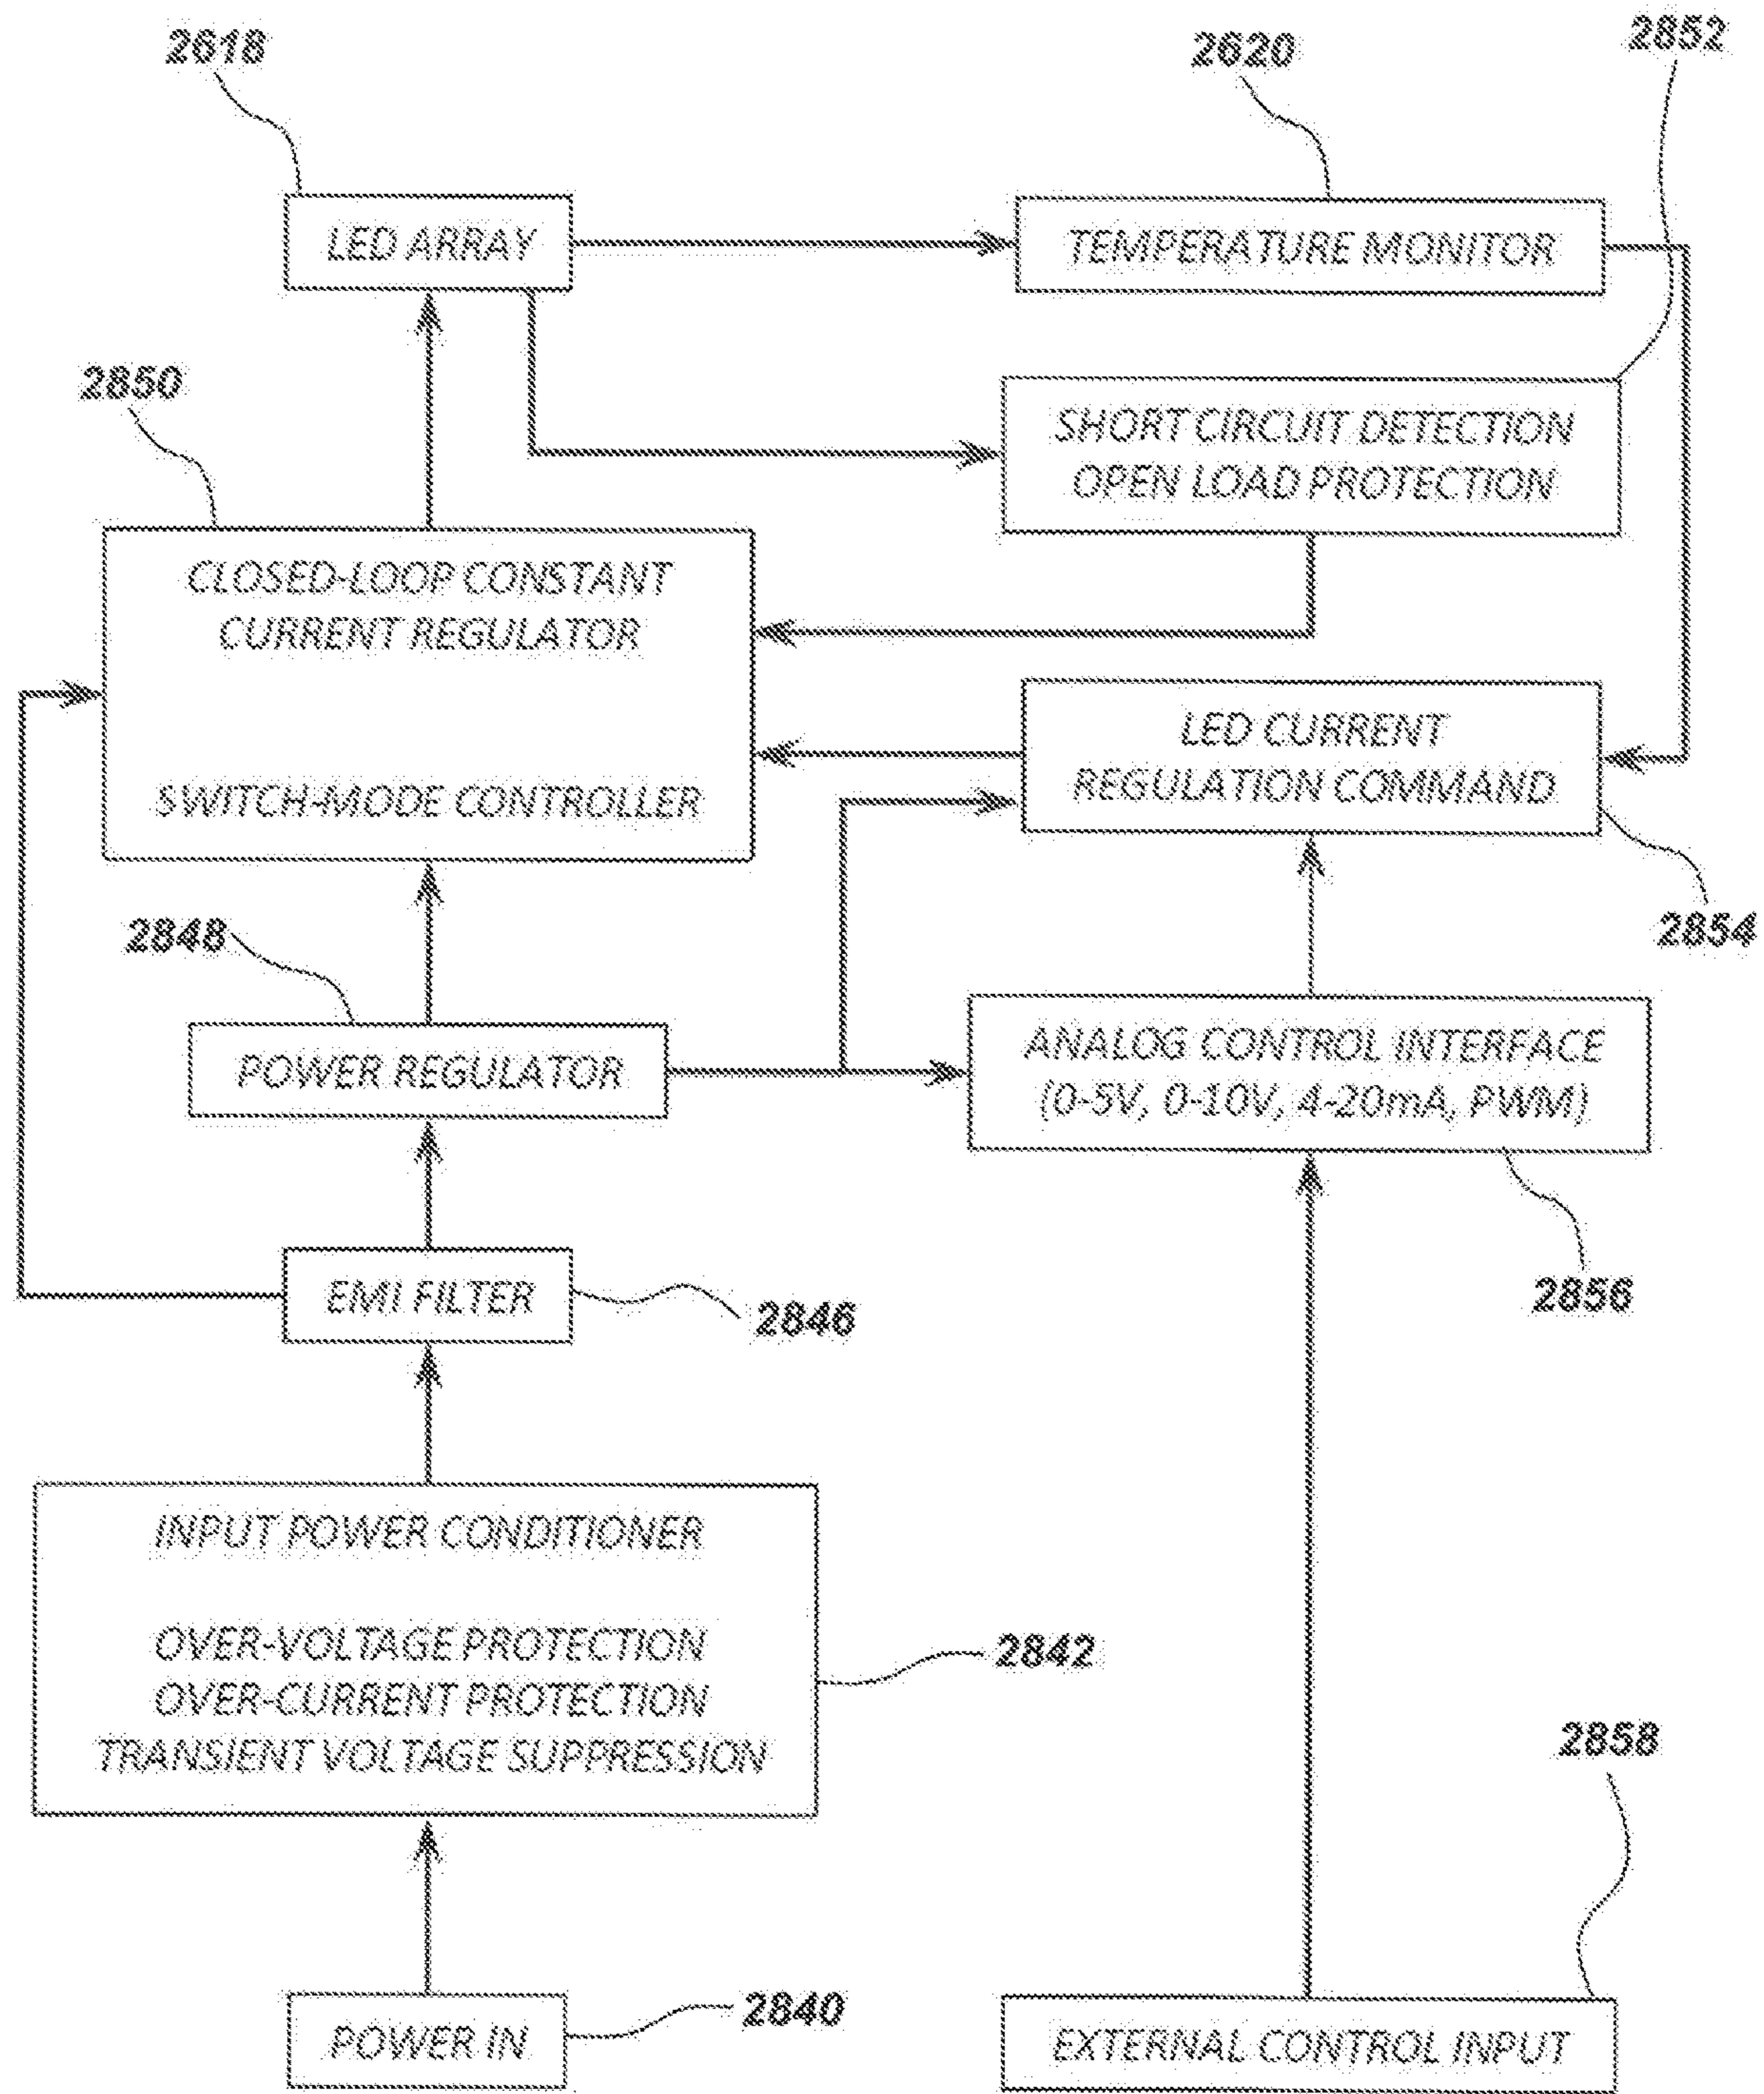 2618
2620
2852
LED ARRAY
TEMPERATURE MONITOR
2850
SHORT CIRCUIT DETECTION
OPEN LOAD PROTECTION
CLOSED-LOOP CONSTANT
CURRENT REGULATOR
SWITCH-MODE CONTROLLER
LED CURRENT
REGULATION COMMAND
2854
2848
POWER REGULATOR
ANALOG CONTROL INTERFACE
(0-5V, 0-10V, 4-20mA, PWM)
2856
EMI FILTER
2846
INPUT POWER CONDITIONER
OVER-VOLTAGE PROTECTION
OVER-CURRENT PROTECTION
TRANSIENT VOLTAGE SUPPRESSION
2842
2858
POWER IN
2840
EXTERNAL CONTROL INPUT